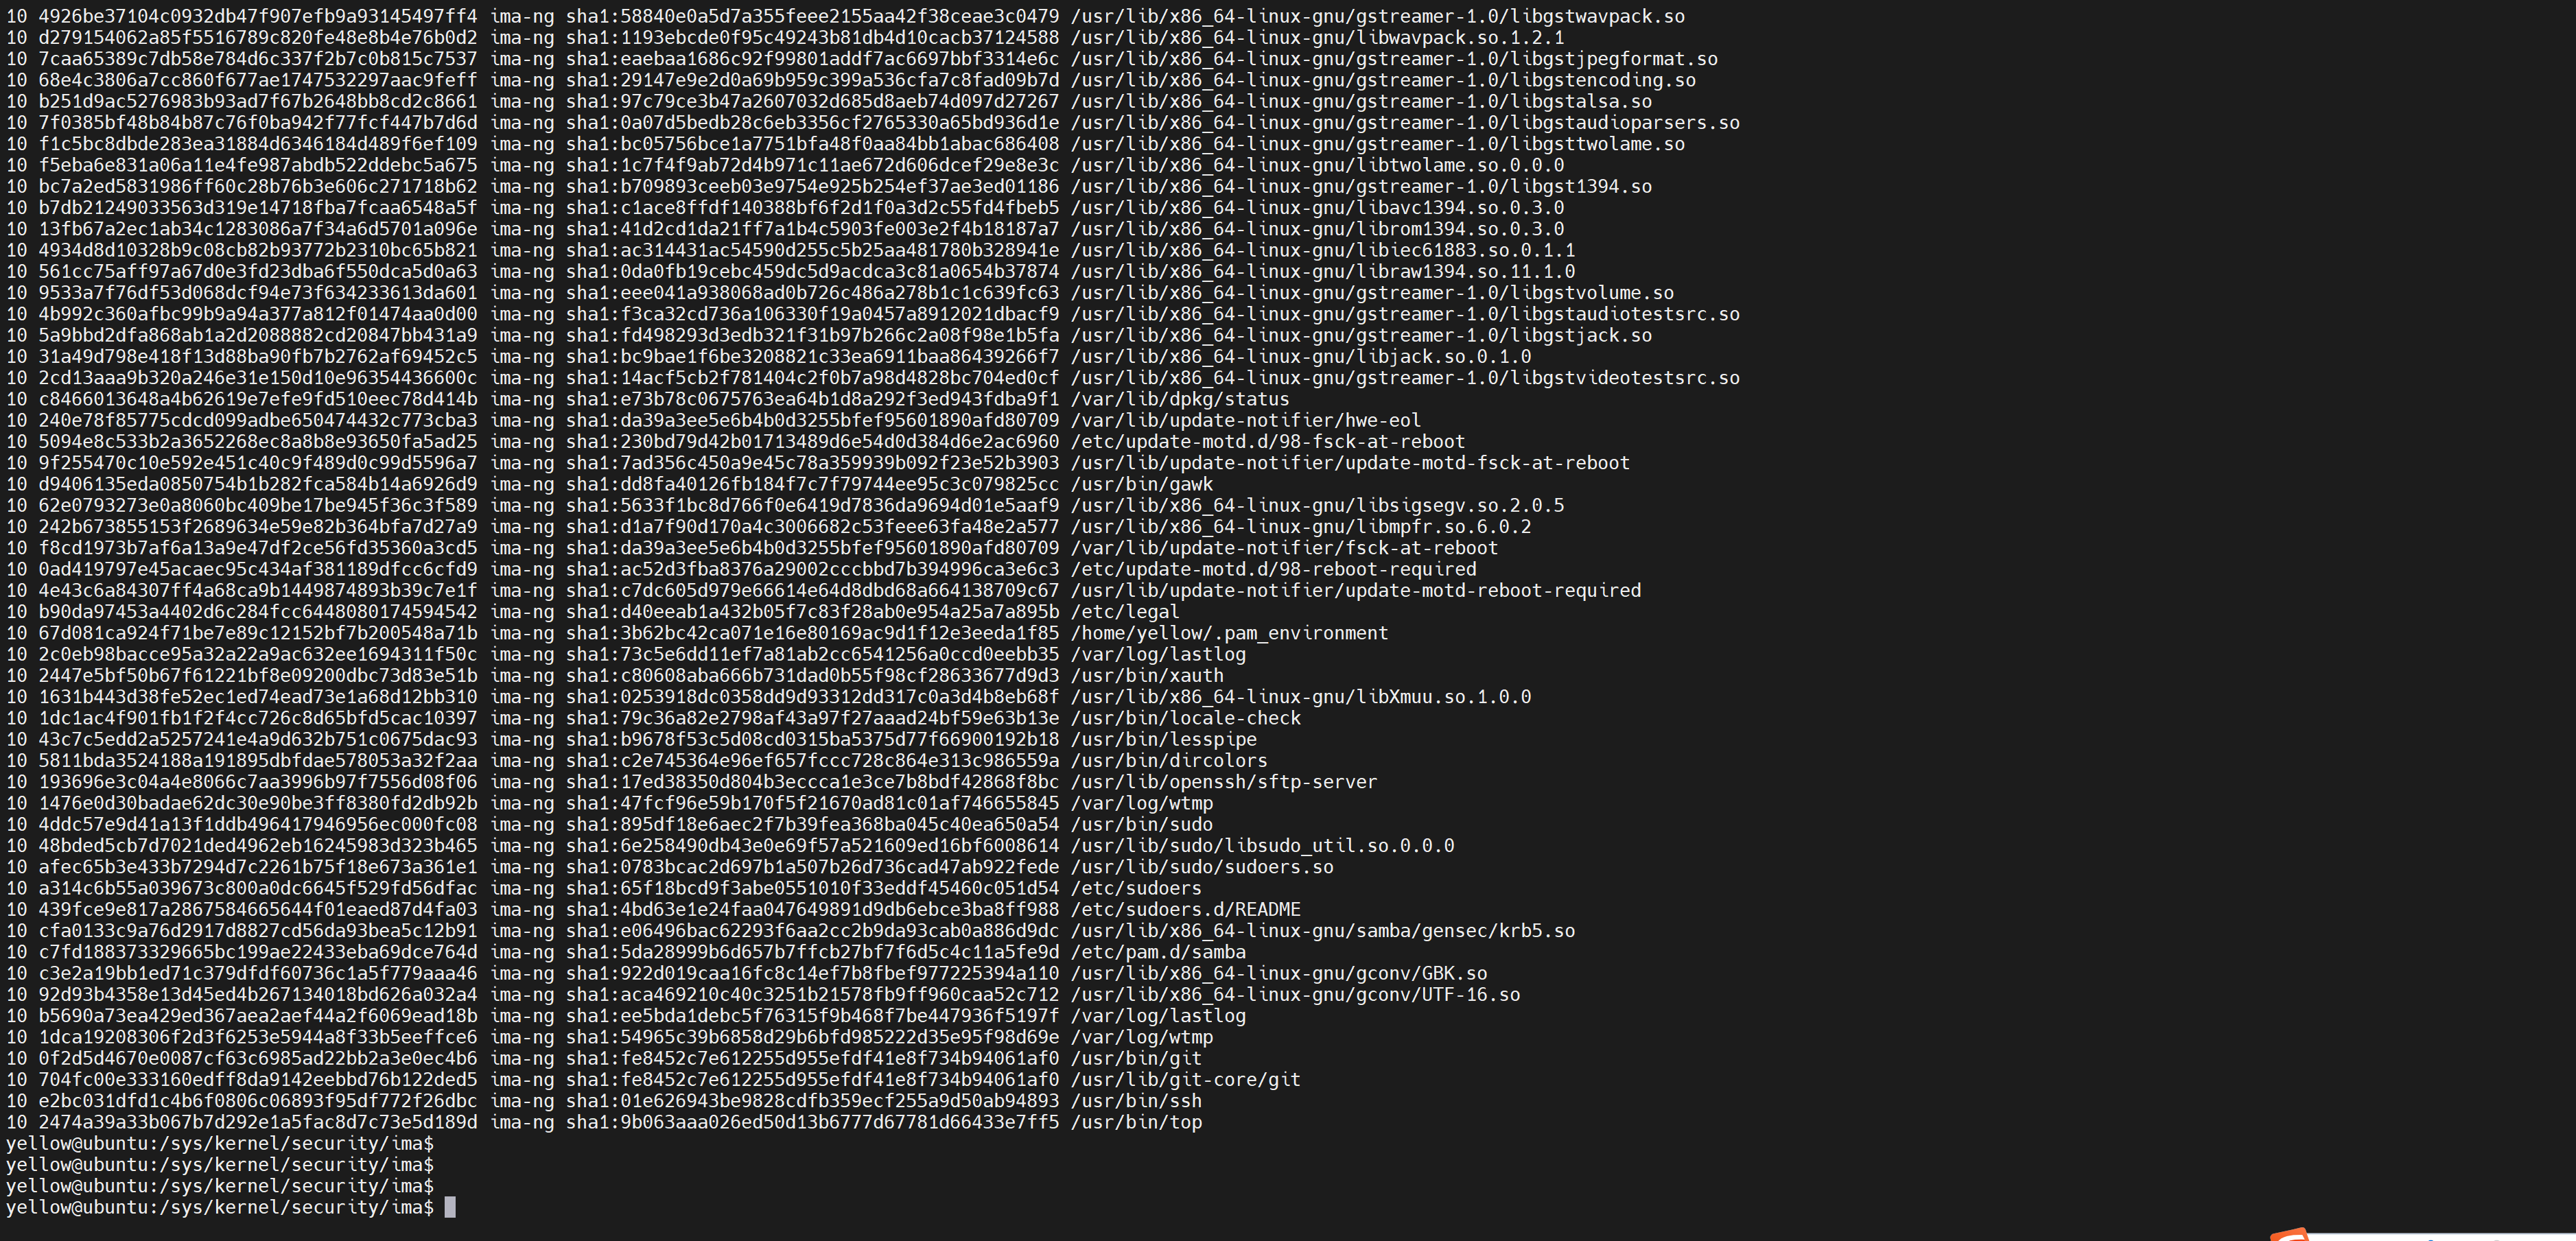 10 4926be37104c0932db47f907efb9a93145497ff4 ima-ng sha1:58840e0a5d7a355feee2155aa42f38ceae3c0479 /usr/lib/x86_64-linux-gnu/gstreamer-1.0/libgstwavpack.so
10 d279154062a85f5516789c820fe48e8b4e76b0d2 ima-ng sha1:1193ebcde0f95c49243b81db4d10cacb37124588 /usr/lib/x86_64-linux-gnu/libwavpack.so.1.2.1
10 7caa65389c7db58e784d6c337f2b7c0b815c7537 ima-ng sha1:eaebaa1686c92f99801addf7ac6697bbf3314e6c /usr/lib/x86_64-linux-gnu/gstreamer-1.0/libgstjpegformat.so
10 68e4c3806a7cc860f677ae1747532297aac9feff ima-ng sha1:29147e9e2d0a69b959c399a536cfa7c8fad09b7d /usr/lib/x86_64-linux-gnu/gstreamer-1.0/libgstencoding.so
10 b251d9ac5276983b93ad7f67b2648bb8cd2c8661 ima-ng sha1:97c79ce3b47a2607032d685d8aeb74d097d27267 /usr/lib/x86_64-linux-gnu/gstreamer-1.0/libgstalsa.so
10 7f0385bf48b84b87c76f0ba942f77fcf447b7d6d ima-ng sha1:0a07d5bedb28c6eb3356cf2765330a65bd936d1e /usr/lib/x86_64-linux-gnu/gstreamer-1.0/libgstaudioparsers.so
10 f1c5bc8dbde283ea31884d6346184d489f6ef109 ima-ng sha1:bc05756bce1a7751bfa48f0aa84bb1abac686408 /usr/lib/x86_64-linux-gnu/gstreamer-1.0/libgsttwolame.so
10 f5eba6e831a06a11e4fe987abdb522ddebc5a675 ima-ng sha1:1c7f4f9ab72d4b971c11ae672d606dcef29e8e3c /usr/lib/x86_64-linux-gnu/libtwolame.so.0.0.0
10 bc7a2ed5831986ff60c28b76b3e606c271718b62 ima-ng sha1:b709893ceeb03e9754e925b254ef37ae3ed01186 /usr/lib/x86_64-linux-gnu/gstreamer-1.0/libgst1394.so
10 b7db21249033563d319e14718fba7fcaa6548a5f ima-ng sha1:c1ace8ffdf140388bf6f2d1f0a3d2c55fd4fbeb5 /usr/lib/x86_64-linux-gnu/libavc1394.so.0.3.0
10 13fb67a2ec1ab34c1283086a7f34a6d5701a096e ima-ng sha1:41d2cd1da21ff7a1b4c5903fe003e2f4b18187a7 /usr/lib/x86_64-linux-gnu/librom1394.so.0.3.0
10 4934d8d10328b9c08cb82b93772b2310bc65b821 ima-ng sha1:ac314431ac54590d255c5b25aa481780b328941e /usr/lib/x86_64-linux-gnu/libiec61883.so.0.1.1
10 561cc75aff97a67d0e3fd23dba6f550dca5d0a63 ima-ng sha1:0da0fb19cebc459dc5d9acdca3c81a0654b37874 /usr/lib/x86_64-linux-gnu/libraw1394.so.11.1.0
10 9533a7f76df53d068dcf94e73f634233613da601 ima-ng sha1:eee041a938068ad0b726c486a278b1c1c639fc63 /usr/lib/x86_64-linux-gnu/gstreamer-1.0/libgstvolume.so
10 4b992c360afbc99b9a94a377a812f01474aa0d00 ima-ng sha1:f3ca32cd736a106330f19a0457a8912021dbacf9 /usr/lib/x86_64-linux-gnu/gstreamer-1.0/libgstaudiotestsrc.so
10 5a9bbd2dfa868ab1a2d2088882cd20847bb431a9 ima-ng sha1:fd498293d3edb321f31b97b266c2a08f98e1b5fa /usr/lib/x86_64-linux-gnu/gstreamer-1.0/libgstjack.so
10 31a49d798e418f13d88ba90fb7b2762af69452c5 ima-ng sha1:bc9bae1f6be3208821c33ea6911baa86439266f7 /usr/lib/x86_64-linux-gnu/libjack.so.0.1.0
10 2cd13aaa9b320a246e31e150d10e96354436600c ima-ng sha1:14acf5cb2f781404c2f0b7a98d4828bc704ed0cf /usr/lib/x86_64-linux-gnu/gstreamer-1.0/libgstvideotestsrc.so
10 c8466013648a4b62619e7efe9fd510eec78d414b ima-ng sha1:e73b78c0675763ea64b1d8a292f3ed943fdba9f1 /var/lib/dpkg/status
10 240e78f85775cdcd099adbe650474432c773cba3 ima-ng sha1:da39a3ee5e6b4b0d3255bfef95601890afd80709 /var/lib/update-notifier/hwe-eol
10 5094e8c533b2a3652268ec8a8b8e93650fa5ad25 ima-ng sha1:230bd79d42b01713489d6e54d0d384d6e2ac6960 /etc/update-motd.d/98-fsck-at-reboot
10 9f255470c10e592e451c40c9f489d0c99d5596a7 ima-ng sha1:7ad356c450a9e45c78a359939b092f23e52b3903 /usr/lib/update-notifier/update-motd-fsck-at-reboot
10 d9406135eda0850754b1b282fca584b14a6926d9 ima-ng sha1:dd8fa40126fb184f7c7f79744ee95c3c079825cc /usr/bin/gawk
10 62e0793273e0a8060bc409be17be945f36c3f589 ima-ng sha1:5633f1bc8d766f0e6419d7836da9694d01e5aaf9 /usr/lib/x86_64-linux-gnu/libsigsegv.so.2.0.5
10 242b673855153f2689634e59e82b364bfa7d27a9 ima-ng sha1:d1a7f90d170a4c3006682c53feee63fa48e2a577 /usr/lib/x86_64-linux-gnu/libmpfr.so.6.0.2
10 f8cd1973b7af6a13a9e47df2ce56fd35360a3cd5 ima-ng sha1:da39a3ee5e6b4b0d3255bfef95601890afd80709 /var/lib/update-notifier/fsck-at-reboot
10 0ad419797e45acaec95c434af381189dfcc6cfd9 ima-ng sha1:ac52d3fba8376a29002cccbbd7b394996ca3e6c3 /etc/update-motd.d/98-reboot-required
10 4e43c6a84307ff4a68ca9b1449874893b39c7e1f ima-ng sha1:c7dc605d979e66614e64d8dbd68a664138709c67 /usr/lib/update-notifier/update-motd-reboot-required
10 b90da97453a4402d6c284fcc6448080174594542 ima-ng sha1:d40eeab1a432b05f7c83f28ab0e954a25a7a895b /etc/legal
10 67d081ca924f71be7e89c12152bf7b200548a71b ima-ng sha1:3b62bc42ca071e16e80169ac9d1f12e3eeda1f85 /home/yellow/.pam_environment
10 2c0eb98bacce95a32a22a9ac632ee1694311f50c ima-ng sha1:73c5e6dd11ef7a81ab2cc6541256a0ccd0eebb35 /var/log/lastlog
10 2447e5bf50b67f61221bf8e09200dbc73d83e51b ima-ng sha1:c80608aba666b731dad0b55f98cf28633677d9d3 /usr/bin/xauth
10 1631b443d38fe52ec1ed74ead73e1a68d12bb310 ima-ng sha1:0253918dc0358dd9d93312dd317c0a3d4b8eb68f /usr/lib/x86_64-linux-gnu/libXmuu.so.1.0.0
10 1dc1ac4f901fb1f2f4cc726c8d65bfd5cac10397 ima-ng sha1:79c36a82e2798af43a97f27aaad24bf59e63b13e /usr/bin/locale-check
10 43c7c5edd2a5257241e4a9d632b751c0675dac93 ima-ng sha1:b9678f53c5d08cd0315ba5375d77f66900192b18 /usr/bin/lesspipe
10 5811bda3524188a191895dbfdae578053a32f2aa ima-ng sha1:c2e745364e96ef657fccc728c864e313c986559a /usr/bin/dircolors
10 193696e3c04a4e8066c7aa3996b97f7556d08f06 ima-ng sha1:17ed38350d804b3eccca1e3ce7b8bdf42868f8bc /usr/lib/openssh/sftp-server
10 1476e0d30badae62dc30e90be3ff8380fd2db92b ima-ng sha1:47fcf96e59b170f5f21670ad81c01af746655845 /var/log/wtmp
10 4ddc57e9d41a13f1ddb496417946956ec000fc08 ima-ng sha1:895df18e6aec2f7b39fea368ba045c40ea650a54 /usr/bin/sudo
10 48bded5cb7d7021ded4962eb16245983d323b465 ima-ng sha1:6e258490db43e0e69f57a521609ed16bf6008614 /usr/lib/sudo/libsudo_util.so.0.0.0
10 afec65b3e433b7294d7c2261b75f18e673a361e1 ima-ng sha1:0783bcac2d697b1a507b26d736cad47ab922fede /usr/lib/sudo/sudoers.so
10 a314c6b55a039673c800a0dc6645f529fd56dfac ima-ng sha1:65f18bcd9f3abe0551010f33eddf45460c051d54 /etc/sudoers
10 439fce9e817a2867584665644f01eaed87d4fa03 ima-ng sha1:4bd63e1e24faa047649891d9db6ebce3ba8ff988 /etc/sudoers.d/README
10 cfa0133c9a76d2917d8827cd56da93bea5c12b91 ima-ng sha1:e06496bac62293f6aa2cc2b9da93cab0a886d9dc /usr/lib/x86_64-linux-gnu/samba/gensec/krb5.so
10 c7fd188373329665bc199ae22433eba69dce764d ima-ng sha1:5da28999b6d657b7ffcb27bf7f6d5c4c11a5fe9d /etc/pam.d/samba
10 c3e2a19bb1ed71c379dfdf60736c1a5f779aaa46 ima-ng sha1:922d019caa16fc8c14ef7b8fbef977225394a110 /usr/lib/x86_64-linux-gnu/gconv/GBK.so
10 92d93b4358e13d45ed4b267134018bd626a032a4 ima-ng sha1:aca469210c40c3251b21578fb9ff960caa52c712 /usr/lib/x86_64-linux-gnu/gconv/UTF-16.so
10 b5690a73ea429ed367aea2aef44a2f6069ead18b ima-ng sha1:ee5bda1debc5f76315f9b468f7be447936f5197f /var/log/lastlog
10 1dca19208306f2d3f6253e5944a8f33b5eeffce6 ima-ng sha1:54965c39b6858d29b6bfd985222d35e95f98d69e /var/log/wtmp
10 0f2d5d4670e0087cf63c6985ad22bb2a3e0ec4b6 ima-ng sha1:fe8452c7e612255d955efdf41e8f734b94061af0 /usr/bin/git
10 704fc00e333160edff8da9142eebbd76b122ded5 ima-ng sha1:fe8452c7e612255d955efdf41e8f734b94061af0 /usr/lib/git-core/git
10 e2bc031dfd1c4b6f0806c06893f95df772f26dbc ima-ng sha1:01e626943be9828cdfb359ecf255a9d50ab94893 /usr/bin/ssh
10 2474a39a33b067b7d292e1a5fac8d7c73e5d189d ima-ng sha1:9b063aaa026ed50d13b6777d67781d66433e7ff5 /usr/bin/top
yellow@ubuntu:/sys/kernel/security/ima$
yellow@ubuntu:/sys/kernel/security/ima$
yellow@ubuntu:/sys/kernel/security/ima$
yellow@ubuntu:/sys/kernel/security/ima$